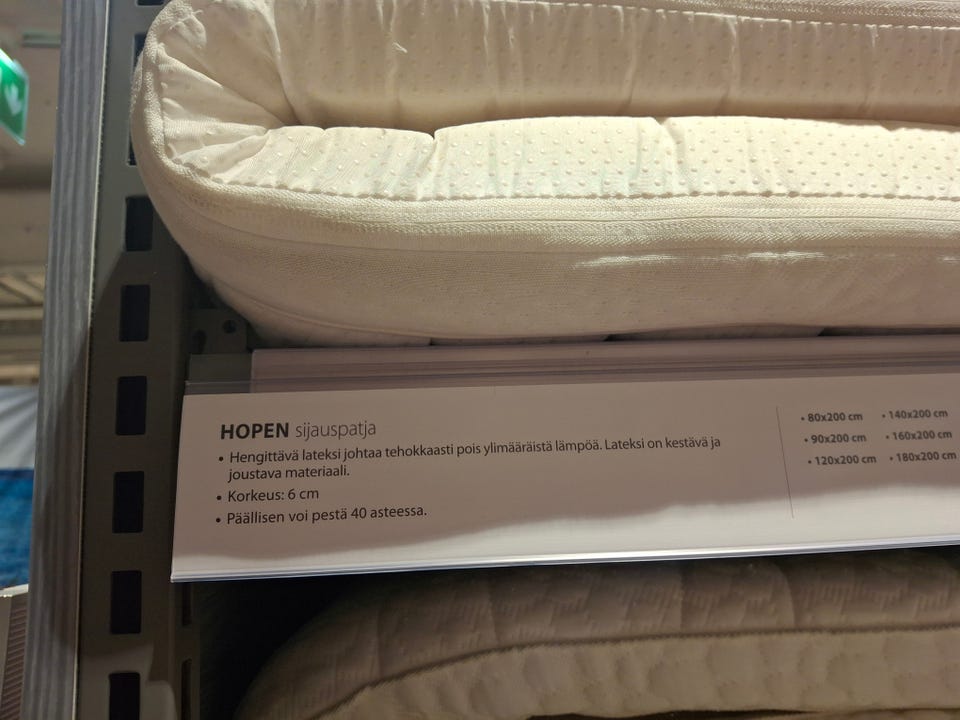 HOPEN sijauspatja
• Hengittävä lateksi johtaa tehokkaasti pois ylimääräistä lämpöä. Lateksi on kestävä ja
joustava materiaali.
• Korkeus: 6 cm
• Päällisen voi pestä 40 asteessa.
• 80x200 cm • 140x200 cm
• 90x200 cm • 160x200 cm
• 120x200 cm • 180x200 cm